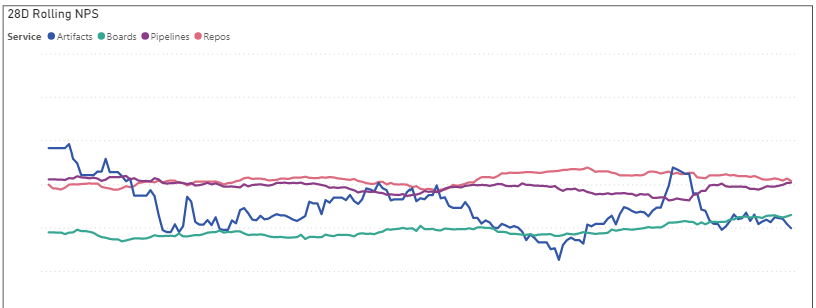 28D Rolling NPS
Service Artifacts Boards Pipelines Repos